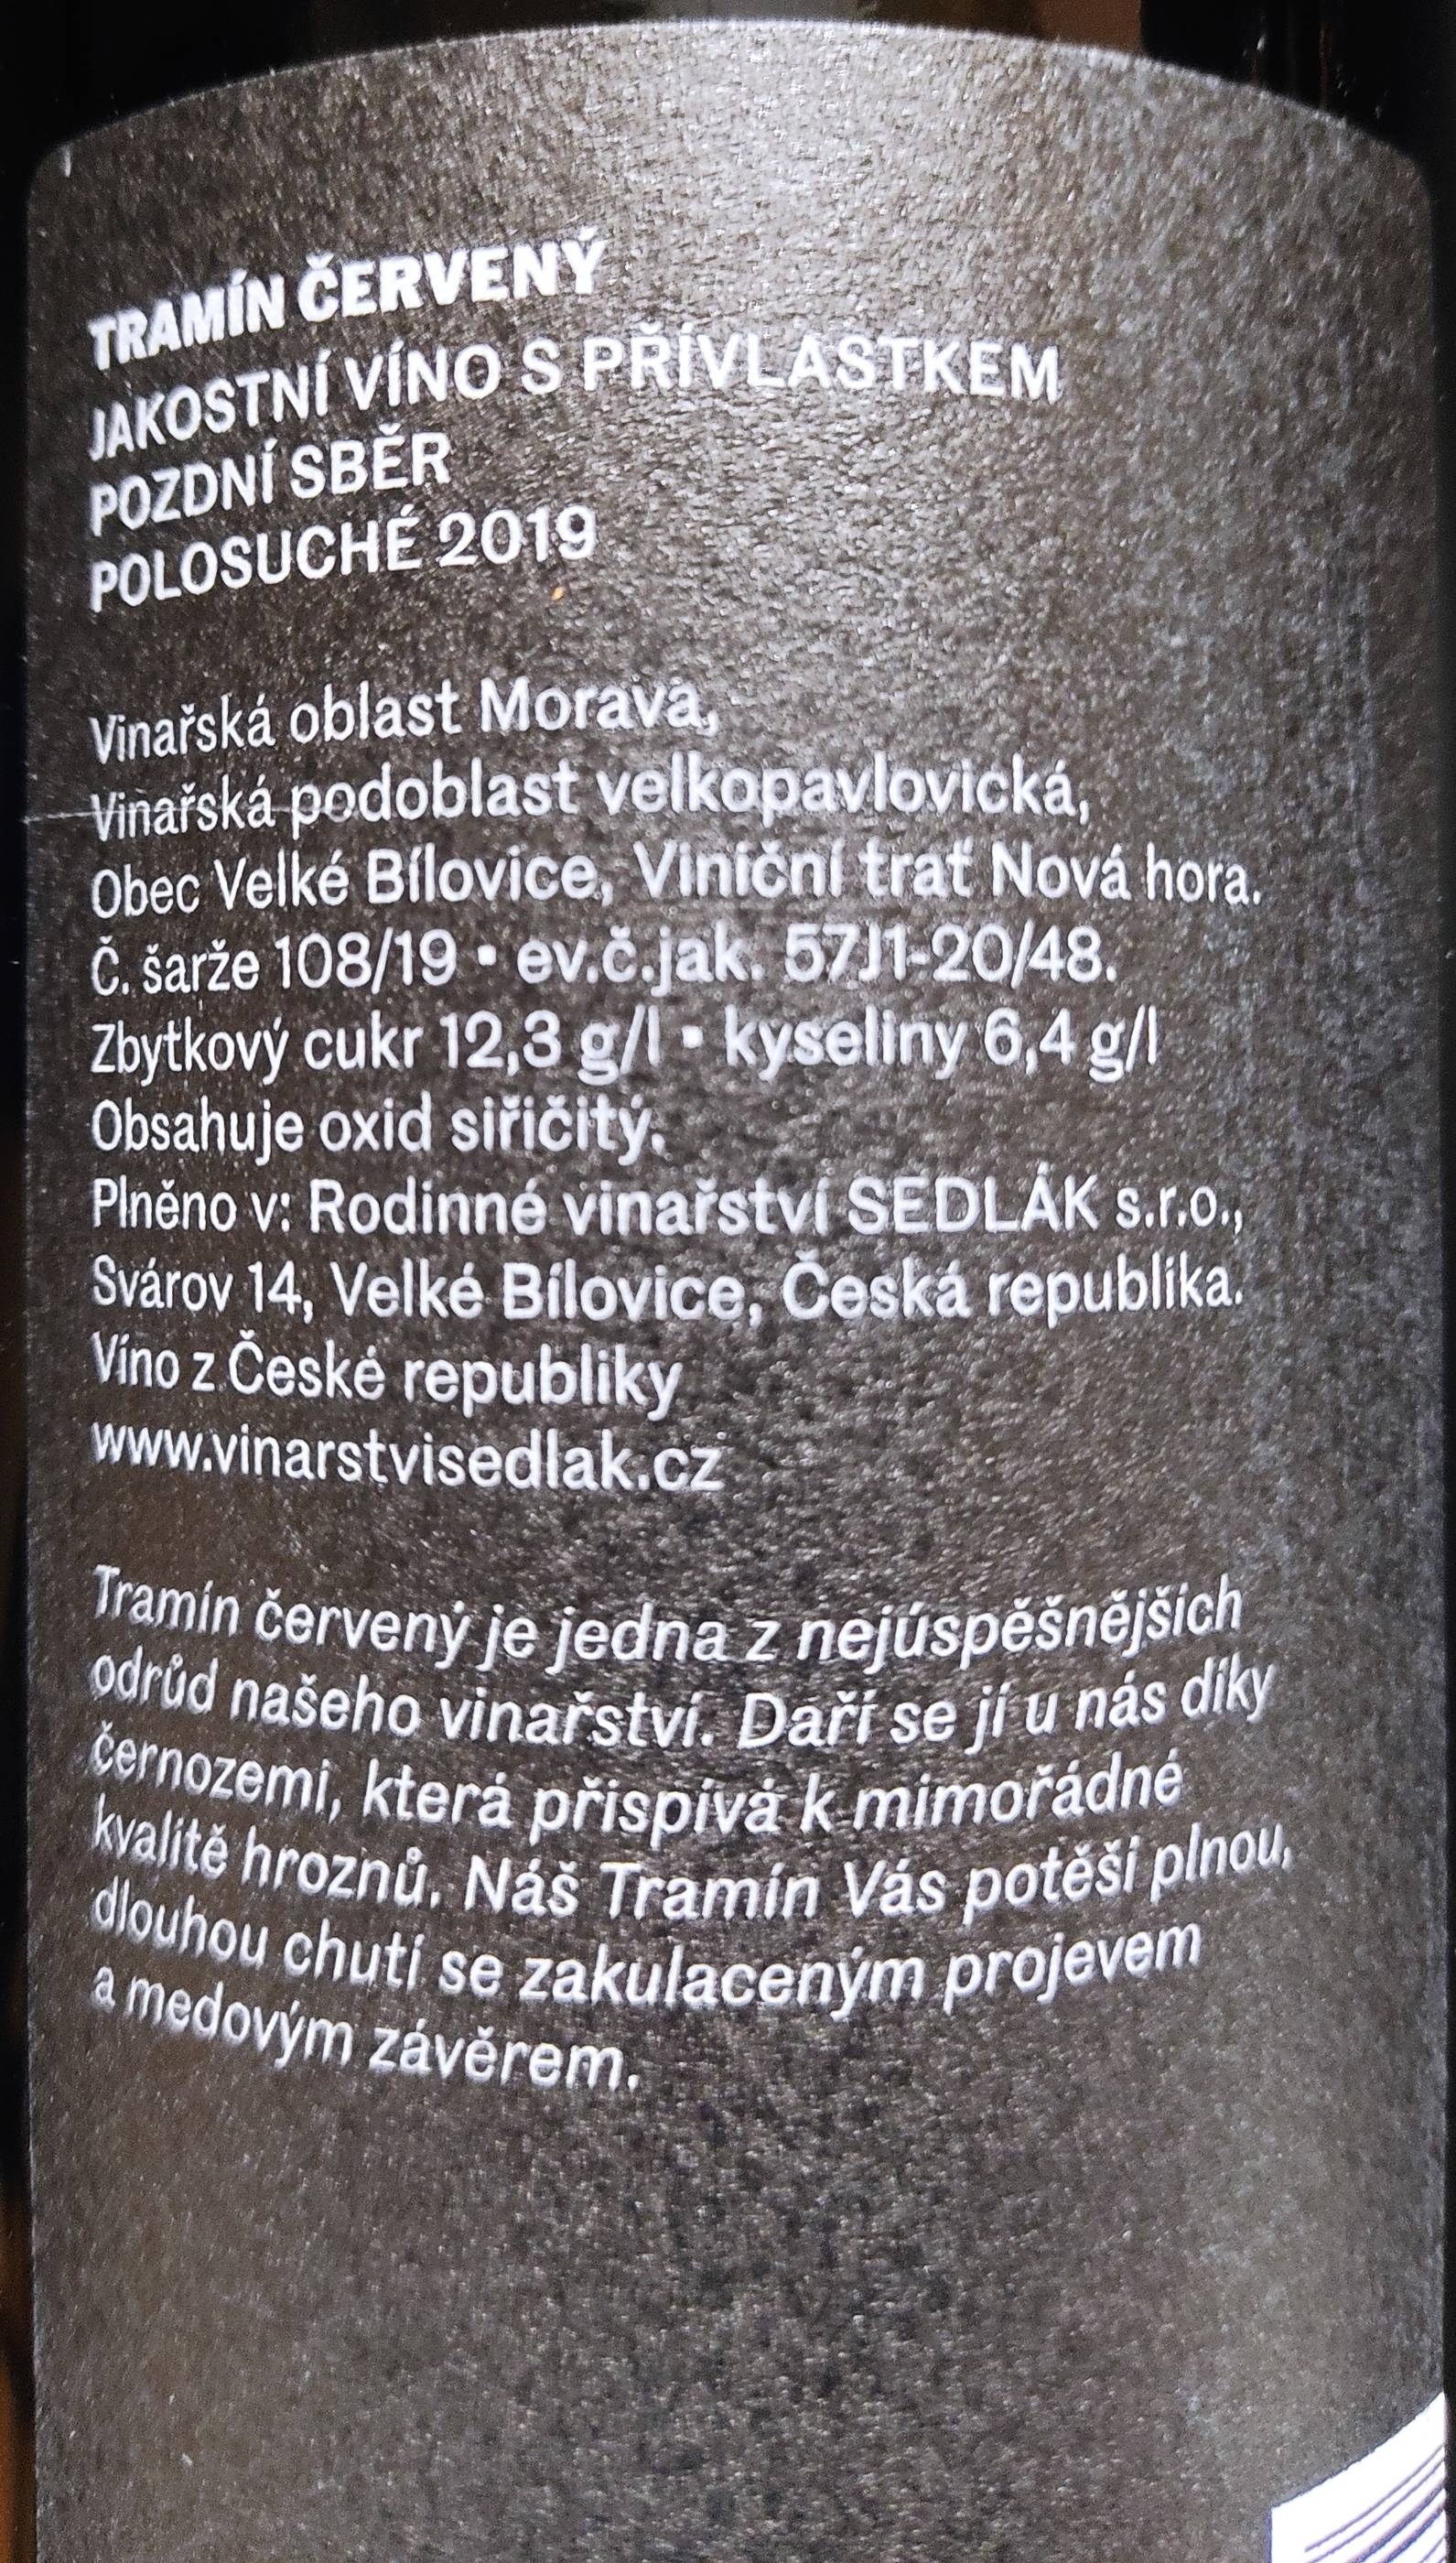 TRAMÍN ČERVENÝ
JAKOSTNÍ VÍNO S PŘÍVLASTKEM
POZDNÍ SBĚR
POLOSUCHÉ 2019
Vinařská oblast Morava,
Vinařská podoblast velkopavlovická,
Obec Velké Bílovice, Viniční trať Nová hora.
Č. šarže 108/19 • ev.č.jak. 57J1-20/48.
Zbytkový cukr 12,3 g/l • kyseliny 6,4 g/l
Obsahuje oxid siřičitý.
Plněno v: Rodinné vinařství SEDLÁK s.r.o.,
Svárov 14, Velké Bílovice, Česká republika.
Víno z České republiky
www.vinarstvisedlak.cz
Tramín červený je jedna z nejúspěšnějších
odrůd našeho vinařství. Daří se jí u nás díky
černozemi, která přispívá k mimořádné
kvalitě hroznů. Náš Tramín Vás potěší plnou,
dlouhou chutí se zakulaceným projevem
a medovým závěrem.